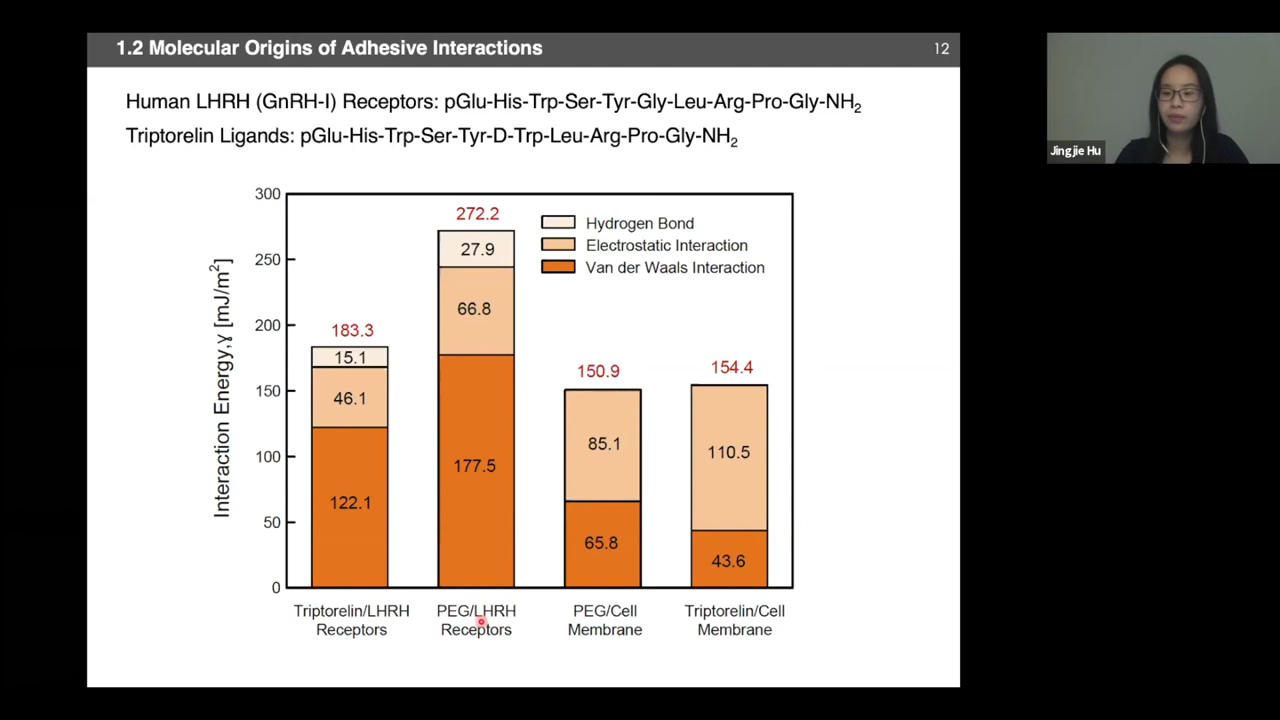 1.2 Molecular Origins of Adhesive Interactions
12
Human LHRH (GnRH-I) Receptors: pGlu-His-Trp-Ser-Tyr-Gly-Leu-Arg-Pro-Gly-NH2
Triptorelin Ligands: pGlu-His-Trp-Ser-Tyr-D-Trp-Leu-Arg-Pro-Gly-NH2
Jingjie Hu
Interaction Energy,γ [mJ/m²]
300
250
200
150
100
50
0
Hydrogen Bond
Electrostatic Interaction
Van der Waals Interaction
183.3
15.1
46.1
122.1
272.2
27.9
66.8
177.5
150.9
85.1
65.8
154.4
110.5
43.6
Triptorelin/LHRH
Receptors
PEG/LHRH
Receptors
PEG/Cell
Membrane
Triptorelin/Cell
Membrane